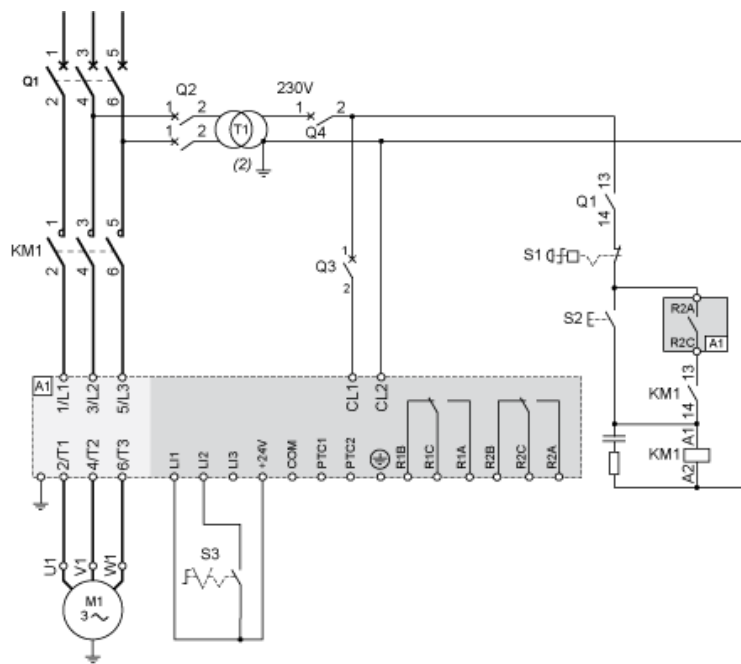 1 3 5
Q1
2 4 6
Q2
1 2
1 2
T1
(2)
230V
1 2
Q4
13
Q1
14
1 3 5
KM1
2 4 6
1
Q3
2
S1
S2
R2A
R2C
A1
13
KM1
14
A1
KM1
A2
A1
1/L1 3/L2 5/L3
CL1 CL2
2/T1 4/T2 6/T3
LI1 LI2 LI3 +24V COM PTC1 PTC2 R1B R1C R1A R2B R2C R2A
S3
U1 V1 W1
M1
3~